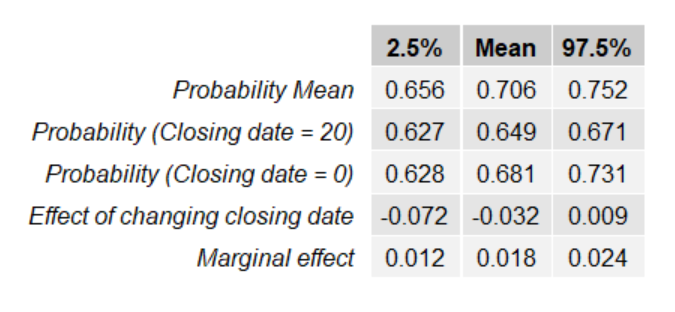 2.5% Mean 97.5%
Probability Mean 0.656 0.706 0.752
Probability (Closing date = 20) 0.627 0.649 0.671
Probability (Closing date = 0) 0.628 0.681 0.731
Effect of changing closing date -0.072 -0.032 0.009
Marginal effect 0.012 0.018 0.024